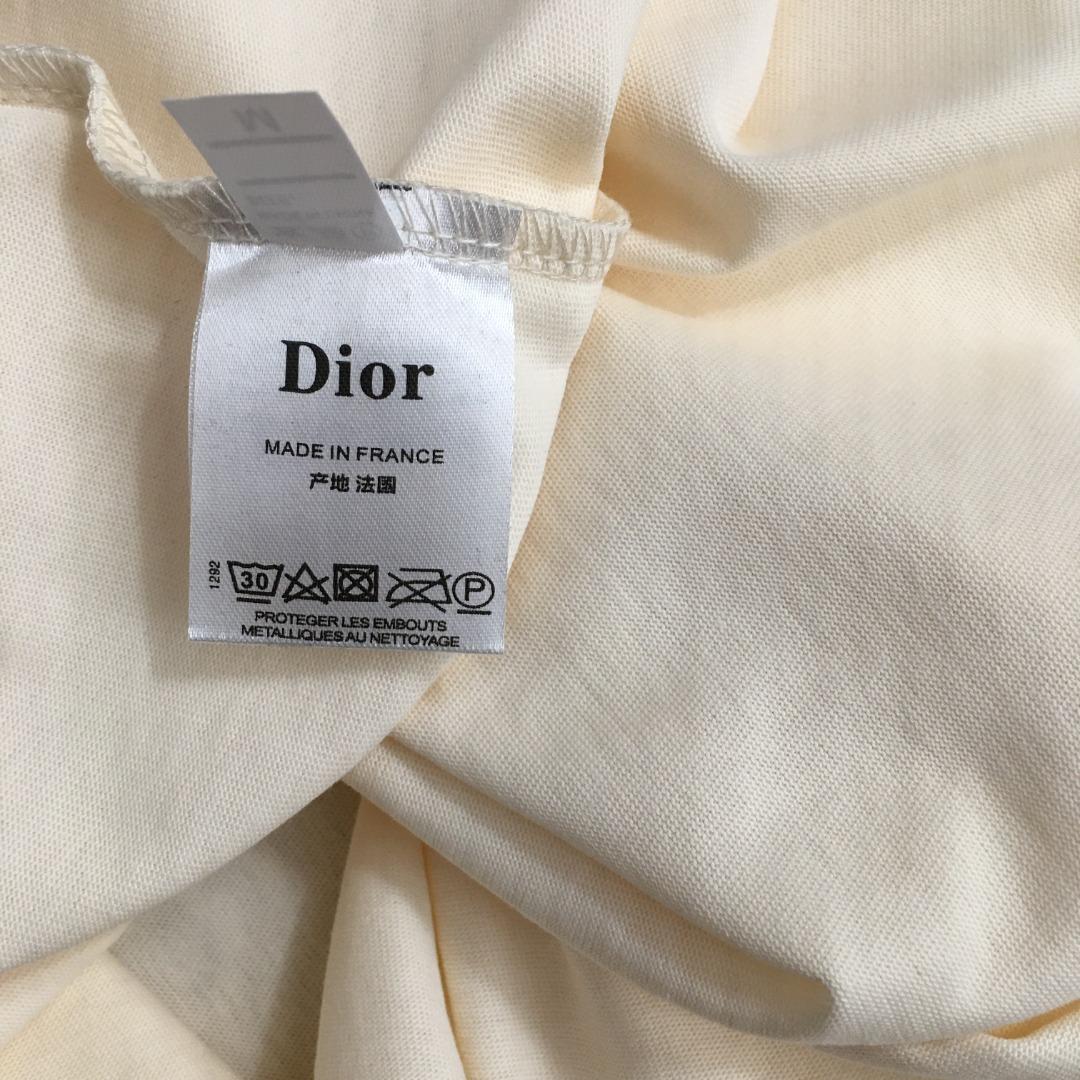 M
Dior
MADE IN FRANCE
产地 法國
1292
30
P
PROTEGER LES EMBOUTS
METALLIQUES AU NETTOYAGE